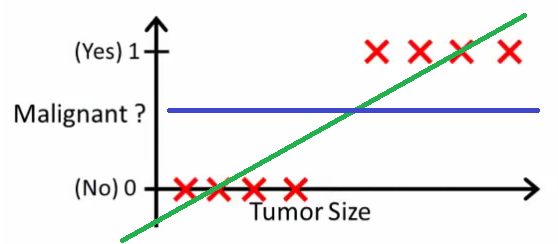 (Yes) 1
Malignant ?
(No) 0
Tumor Size